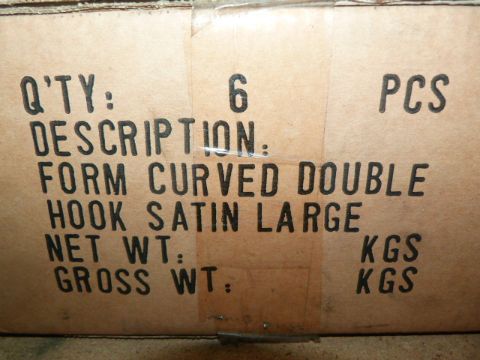 Q'TY: 6 PCS
DESCRIPTION:
FORM CURVED DOUBLE
HOOK SATIN LARGE
NET WT: KGS
GROSS WT: KGS